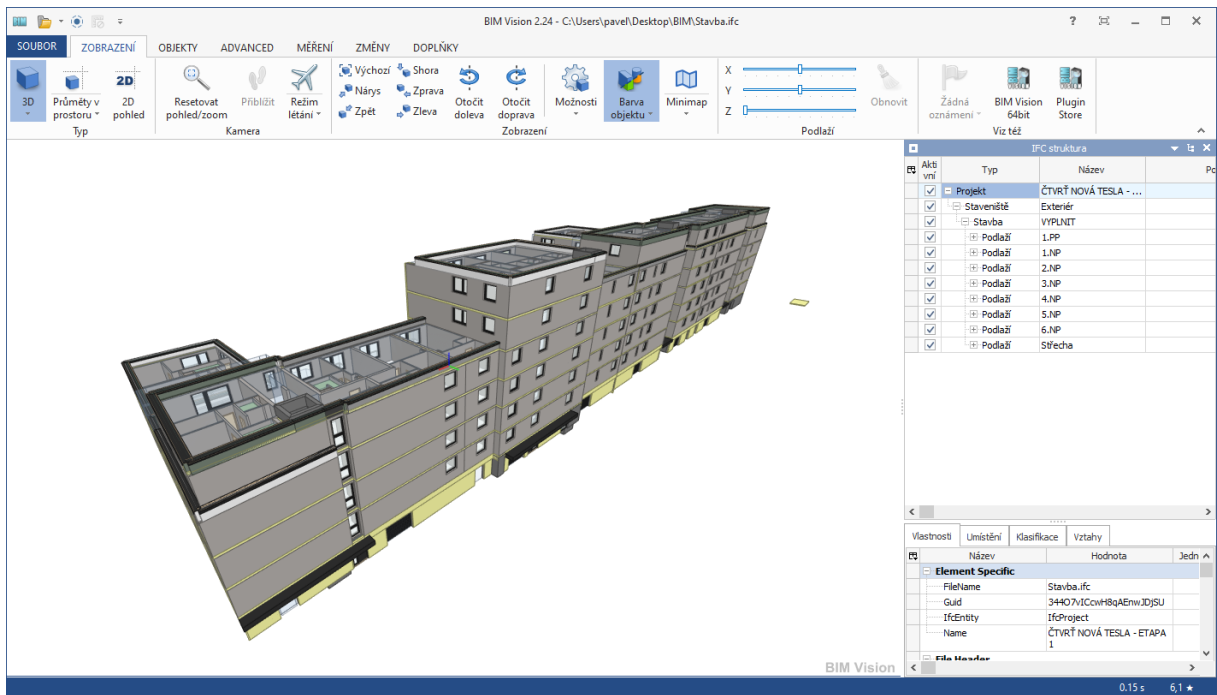 BIM Vision 2.24 - C:\Users\pavel\Desktop\BIM\Stavba.ifc
SOUBOR ZOBRAZENÍ OBJEKTY ADVANCED MĚŘENÍ ZMĚNY DOPLŇKY
3D
Průměty v prostoru
2D pohled
Typ
Resetovat pohled/zoom
Přiblížit
Režim létání
Kamera
Výchozí
Nárys
Zpět
Shora
Zprava
Zleva
Otočit doleva
Otočit doprava
Možnosti
Barva objektu
Minimap
Zobrazení
X
Y
Z
Obnovit
Podlaží
Žádná oznámení
BIM Vision 64bit
Plugin Store
Viz též
IFC struktura
Akti vní Typ Název Po
Projekt ČTVRŤ NOVÁ TESLA - ...
Staveniště Exteriér
Stavba VYPLNIT
Podlaží 1.PP
Podlaží 1.NP
Podlaží 2.NP
Podlaží 3.NP
Podlaží 4.NP
Podlaží 5.NP
Podlaží 6.NP
Podlaží Střecha
Vlastnosti Umístění Klasifikace Vztahy
Název Hodnota Jedn
Element Specific
FileName Stavba.ifc
Guid 344O7vICcwH8qAEnwJDjSU
IfcEntity IfcProject
Name ČTVRŤ NOVÁ TESLA - ETAPA 1
File Header
BIM Vision
0.15 s 6,1 ★